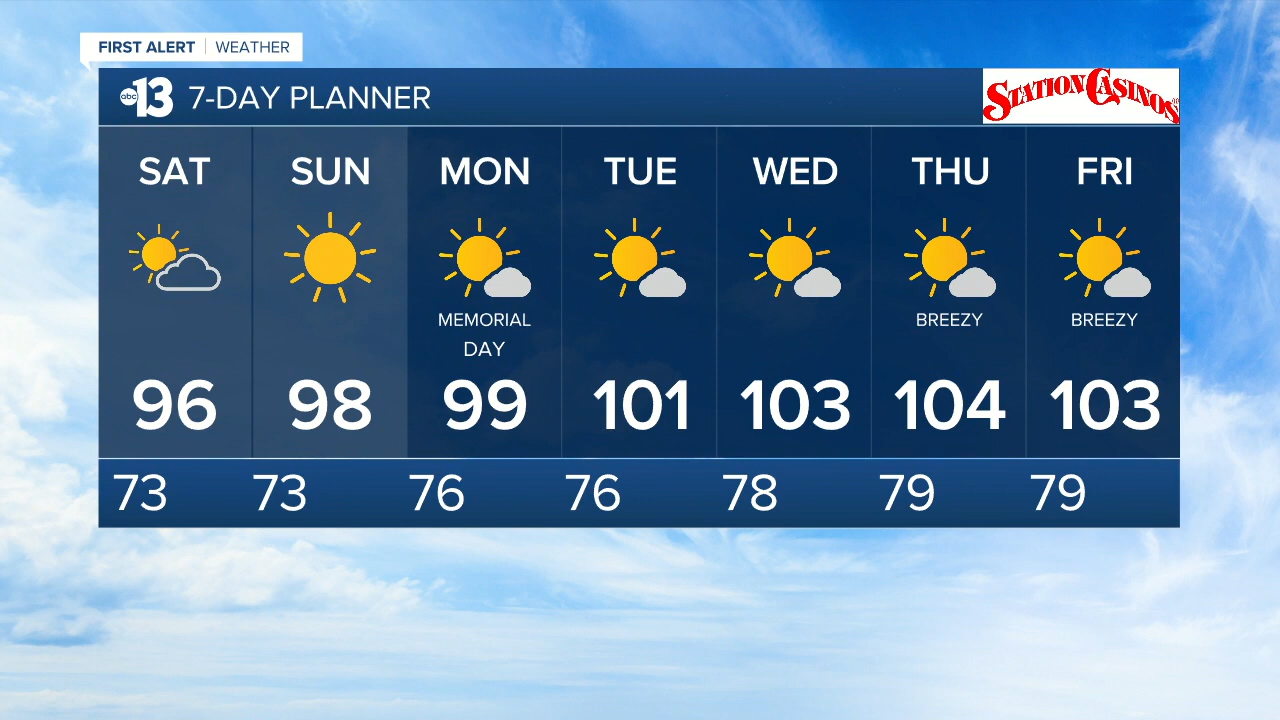 FIRST ALERT | WEATHER
abc 13 7-DAY PLANNER
STATION CASINOS
SAT SUN MON TUE WED THU FRI
MEMORIAL DAY
BREEZY BREEZY
96 98 99 101 103 104 103
73 73 76 76 78 79 79